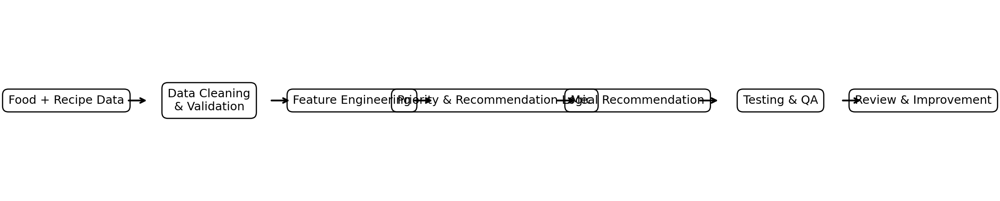 Food + Recipe Data
Data Cleaning
& Validation
Feature Engineering
Priority & Recommendation Logic
Meal Recommendation
Testing & QA
Review & Improvement